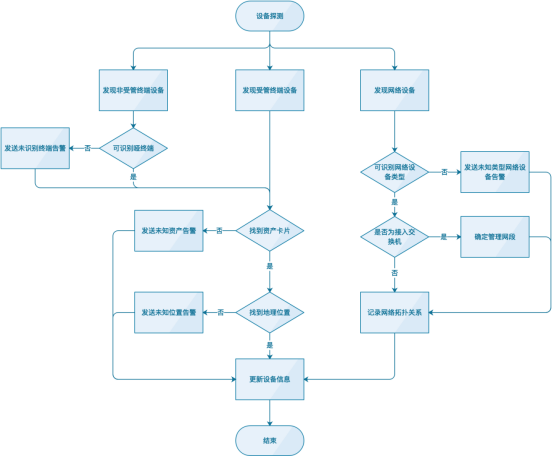 设备探测
发现非受管终端设备
发现受管终端设备
发现网络设备
发送未识别终端告警
否
可识别哑终端
可识别网络设
备类型
否
发送未知类型网络设
备告警
是
是
发送未知资产告警
否
找到资产卡片
是否为接入交
换机
是
确定管理网段
是
否
发送未知位置告警
否
找到地理位置
记录网络拓扑关系
是
更新设备信息
结束